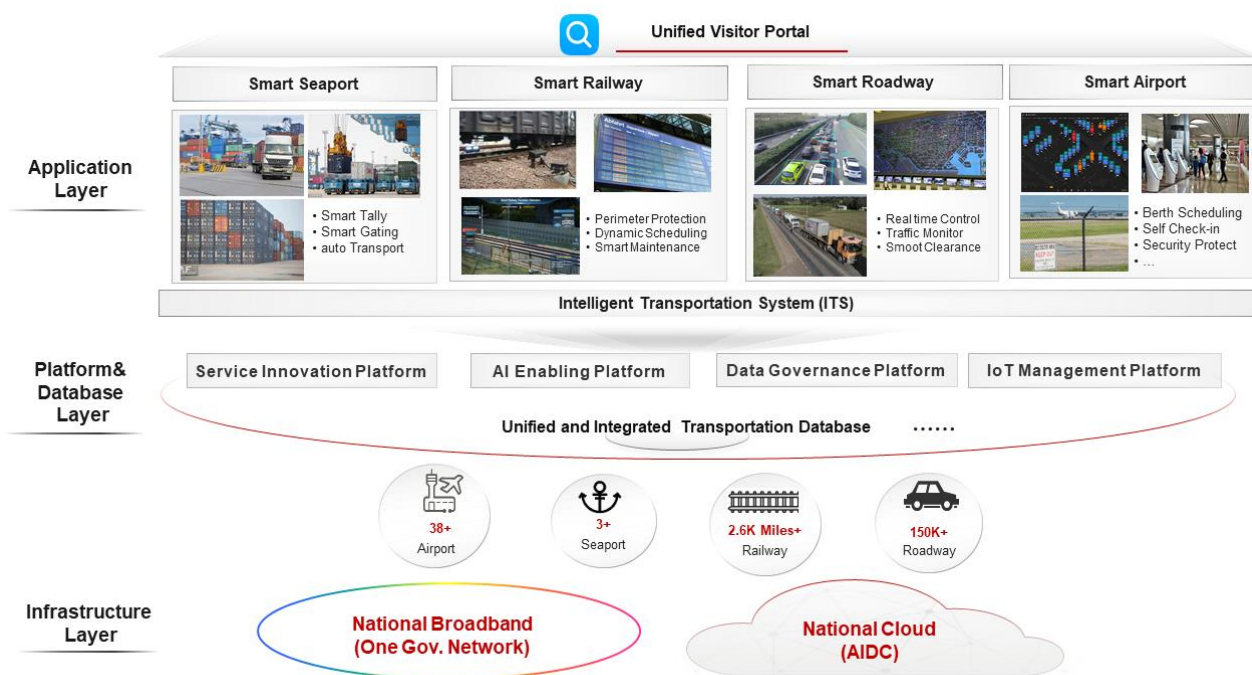 Unified Visitor Portal
Smart Seaport
Smart Railway
Smart Roadway
Smart Airport
Application
Layer
• Smart Tally
• Smart Gating
• auto Transport
• Perimeter Protection
• Dynamic Scheduling
• Smart Maintenance
• Real time Control
• Traffic Monitor
• Smoot Clearance
• Berth Scheduling
• Self Check-in
• Security Protect
• ...
Intelligent Transportation System (ITS)
Platform&
Database
Layer
Service Innovation Platform
AI Enabling Platform
Data Governance Platform
IoT Management Platform
Unified and Integrated Transportation Database ......
38+
Airport
3+
Seaport
2.6K Miles+
Railway
150K+
Roadway
Infrastructure
Layer
National Broadband
(One Gov. Network)
National Cloud
(AIDC)